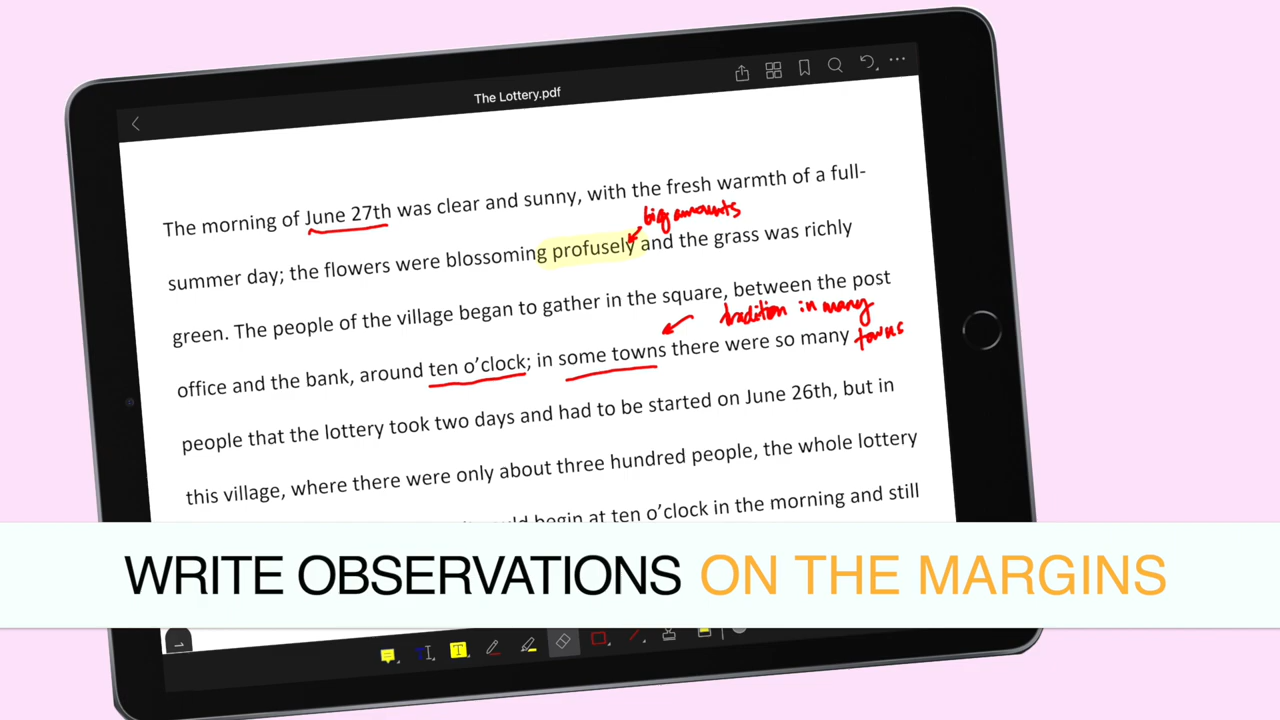 The Lottery.pdf
The morning of June 27th was clear and sunny, with the fresh warmth of a full-
big amounts
summer day; the flowers were blossoming profusely and the grass was richly
green. The people of the village began to gather in the square, between the post
tradition in many
towns
office and the bank, around ten o’clock; in some towns there were so many
people that the lottery took two days and had to be started on June 26th, but in
this village, where there were only about three hundred people, the whole lottery
begin at ten o’clock in the morning and still
WRITE OBSERVATIONS ON THE MARGINS
1
T